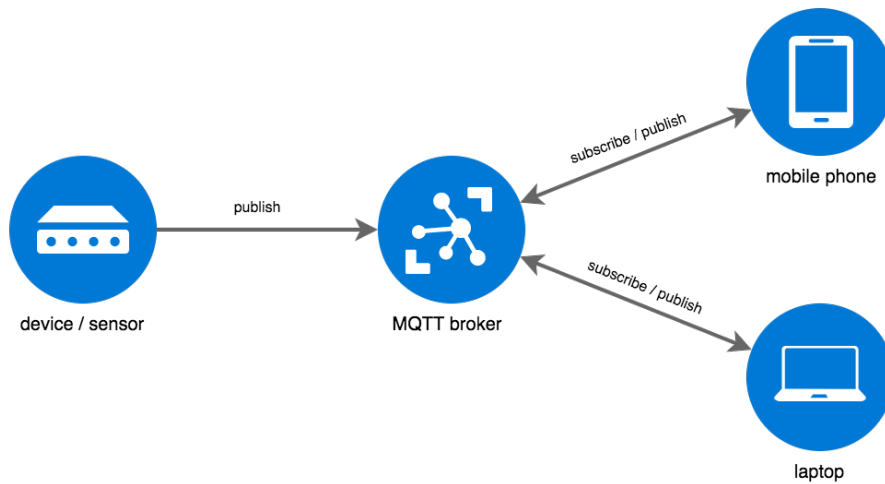 subscribe / publish
mobile phone
publish
device / sensor
MQTT broker
subscribe / publish
laptop